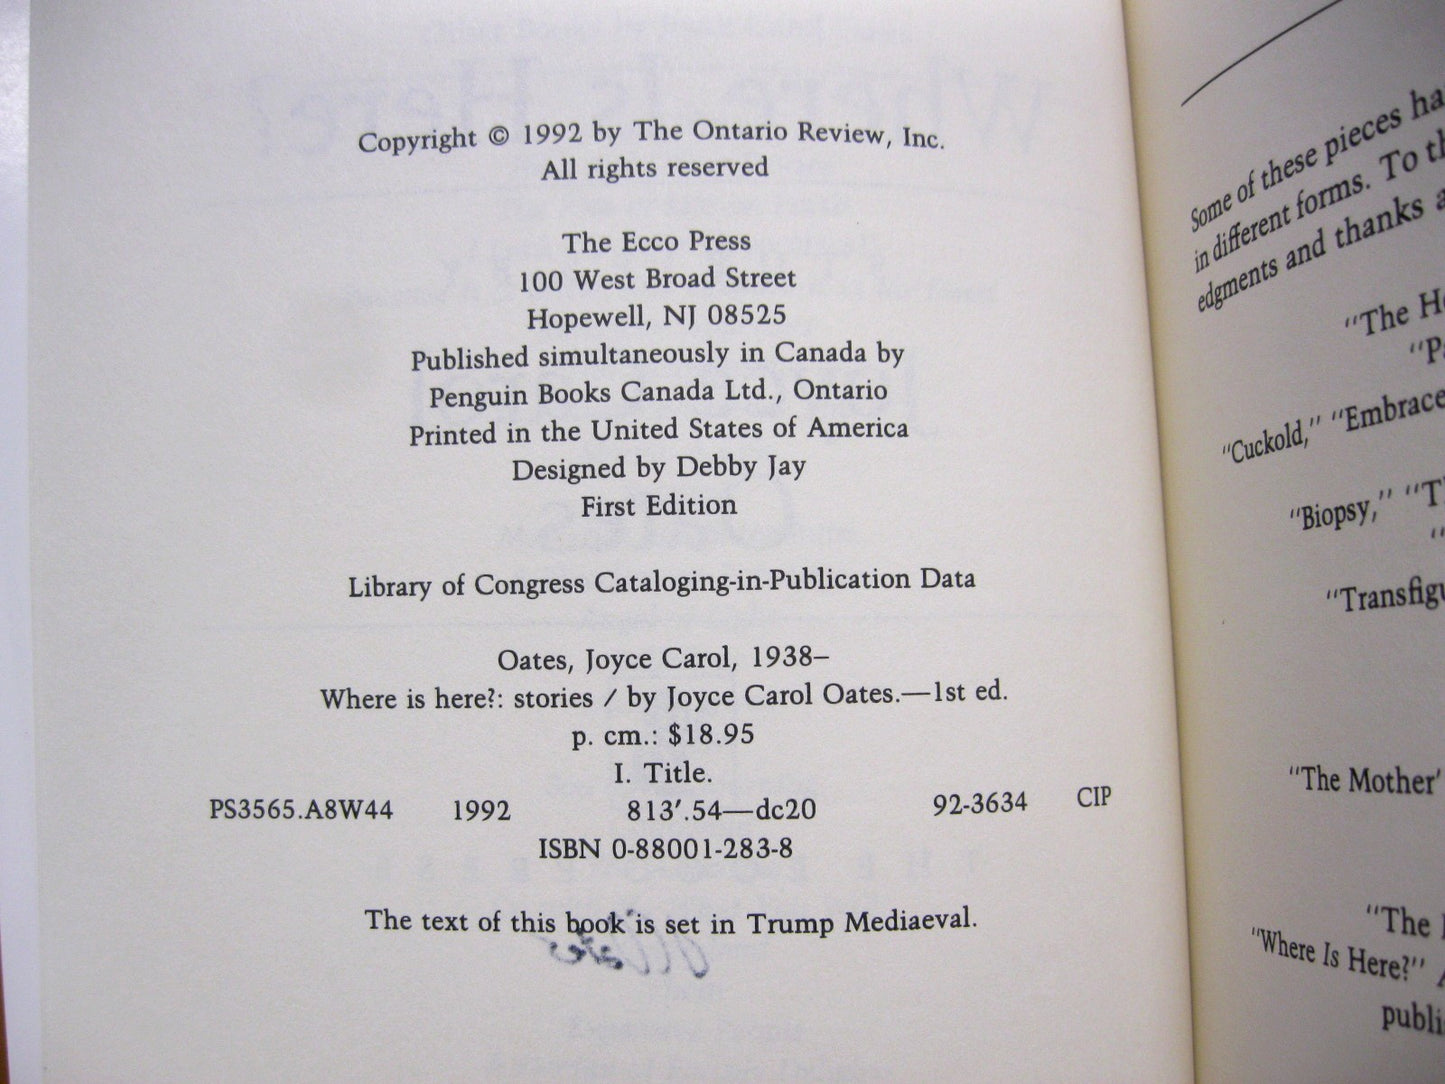 Copyright © 1992 by The Ontario Review, Inc.
All rights reserved
The Ecco Press
100 West Broad Street
Hopewell, NJ 08525
Published simultaneously in Canada by
Penguin Books Canada Ltd., Ontario
Printed in the United States of America
Designed by Debby Jay
First Edition
Library of Congress Cataloging-in-Publication Data
Oates, Joyce Carol, 1938–
Where is here?: stories / by Joyce Carol Oates.—1st ed.
p. cm.: $18.95
I. Title.
PS3565.A8W44 1992 813′.54—dc20 92-3634 CIP
ISBN 0-88001-283-8
The text of this book is set in Trump Mediaeval.
Some of these pieces
in different forms. To
edgments and thanks
"The
"Cuckold," "Embrace
"Biopsy,"
"The Mother'
"The
"Where Is Here?"